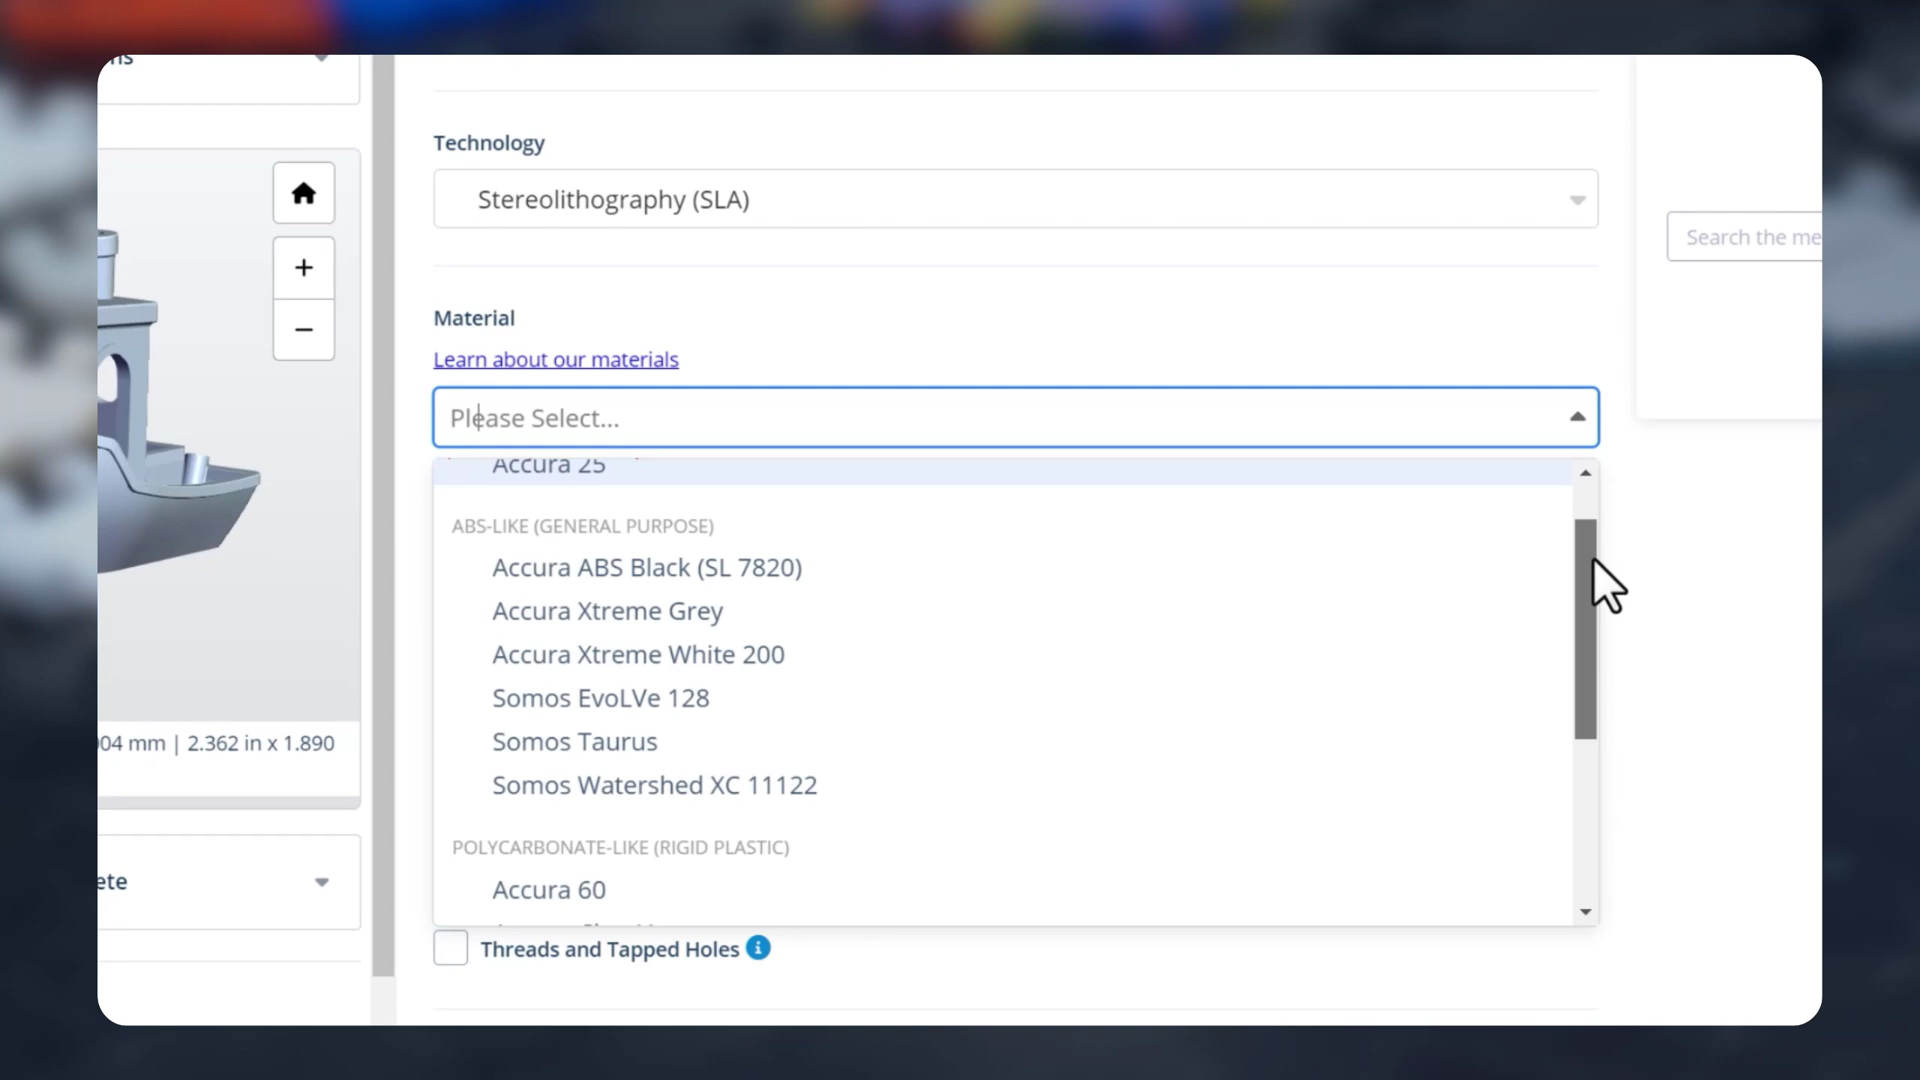 Technology
Stereolithography (SLA)
Material
Learn about our materials
Please Select...
Accura 25
ABS-LIKE (GENERAL PURPOSE)
Accura ABS Black (SL 7820)
Accura Xtreme Grey
Accura Xtreme White 200
Somos EvoLVe 128
Somos Taurus
Somos Watershed XC 11122
POLYCARBONATE-LIKE (RIGID PLASTIC)
Accura 60
Threads and Tapped Holes
04 mm | 2.362 in x 1.890
ete
Search the me